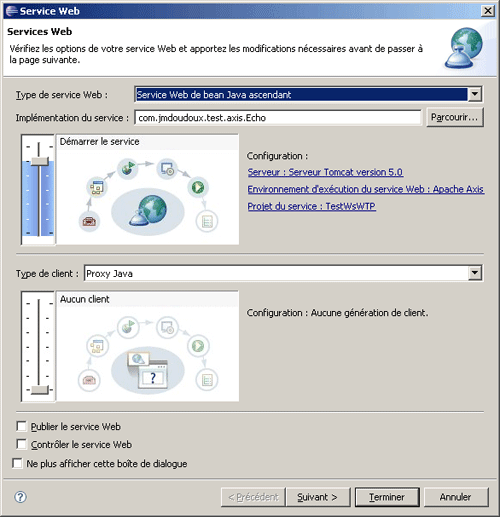 Service Web
Services Web
Vérifiez les options de votre service Web et apportez les modifications nécessaires avant de passer à
la page suivante.
Type de service Web : Service Web de bean Java ascendant
Implémentation du service : com.jmdoudoux.test.axis.Echo Parcourir...
Démarrer le service
Configuration :
Serveur : Serveur Tomcat version 5.0
Environnement d'exécution du service Web : Apache Axis
Projet du service : TestWsWTP
Type de client : Proxy Java
Aucun client
Configuration : Aucune génération de client.
Publier le service Web
Contrôler le service Web
Ne plus afficher cette boîte de dialogue
< Précédent Suivant > Terminer Annuler